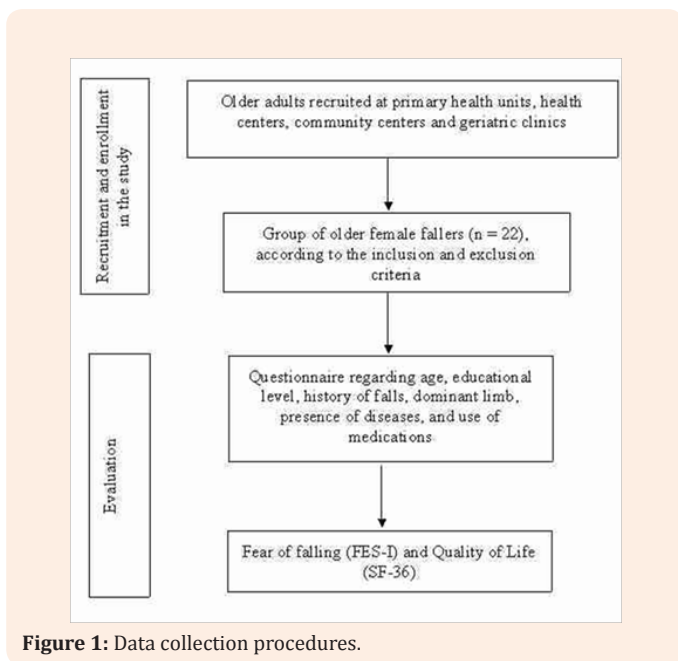 Recruitment and enrollment
in the study
Older adults recruited at primary health units, health
centers, community centers and geriatric clinics
Group of older female fallers (n = 22),
according to the inclusion and exclusion
criteria
Evaluation
Questionnaire regarding age, educational
level, history of falls, dominant limb,
presence of diseases, and use of
medications
Fear of falling (FES-I) and Quality of Life
(SF-36)
Figure 1: Data collection procedures.